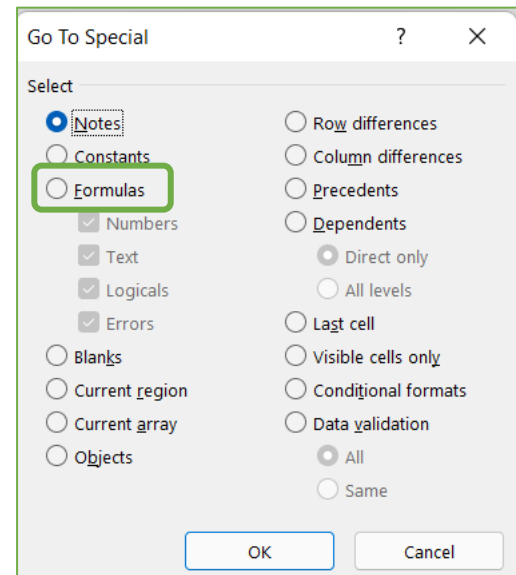 Go To Special ? ×
Select
Notes
Constants
Formulas
Numbers
Text
Logicals
Errors
Blanks
Current region
Current array
Objects
Row differences
Column differences
Precedents
Dependents
Direct only
All levels
Last cell
Visible cells only
Conditional formats
Data validation
All
Same
OK Cancel